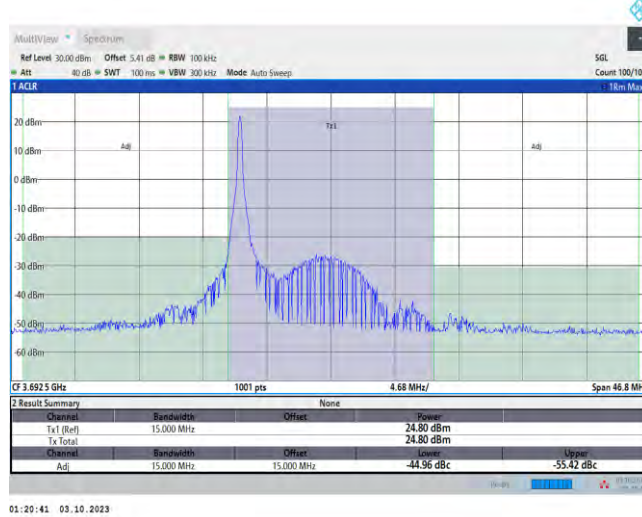 MultiView Spectrum
Ref Level 30.00 dBm Offset 5.41 dB RBW 100 kHz SGL
Att 40 dB SWT 100 ms VBW 300 kHz Mode Auto Sweep Count 100/10
1 ACLR 18m Max
20 dBm Tx1
Adj Adj
10 dBm
0 dBm
-10 dBm
-20 dBm
-30 dBm
-40 dBm
-50 dBm
-60 dBm
CF 3.6925 GHz 1001 pts 4.68 MHz/ Span 46.8 MH
2 Result Summary None
Channel Bandwidth Offset Power
Tx1 (Ref) 15.000 MHz 24.80 dBm
Tx Total 24.80 dBm
Channel Bandwidth Offset Lower Upper
Adj 15.000 MHz 15.000 MHz -44.96 dBc -55.42 dBc
01:20:41 03.10.2023